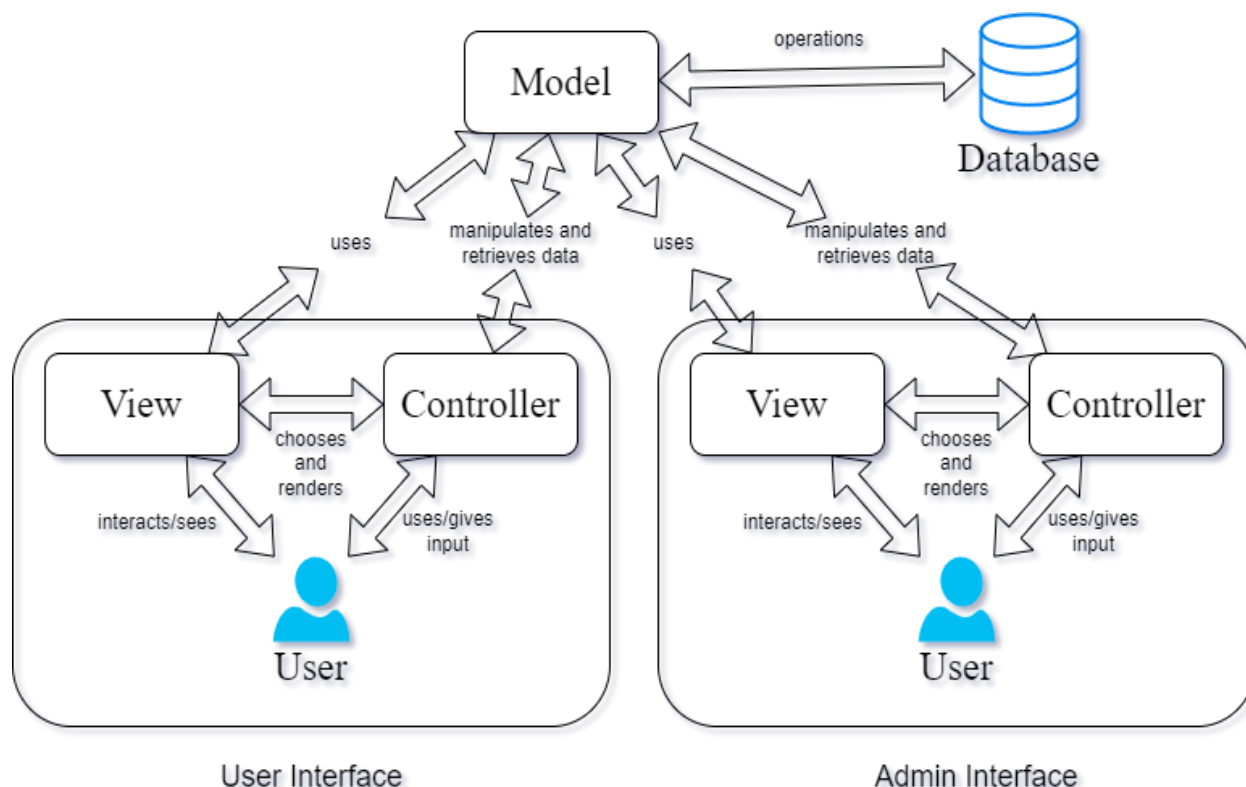 operations
Model
Database
uses
manipulates and
retrieves data
uses
manipulates and
retrieves data
View
Controller
chooses
and
renders
interacts/sees
uses/gives
input
User
View
Controller
chooses
and
renders
interacts/sees
uses/gives
input
User
User Interface
Admin Interface